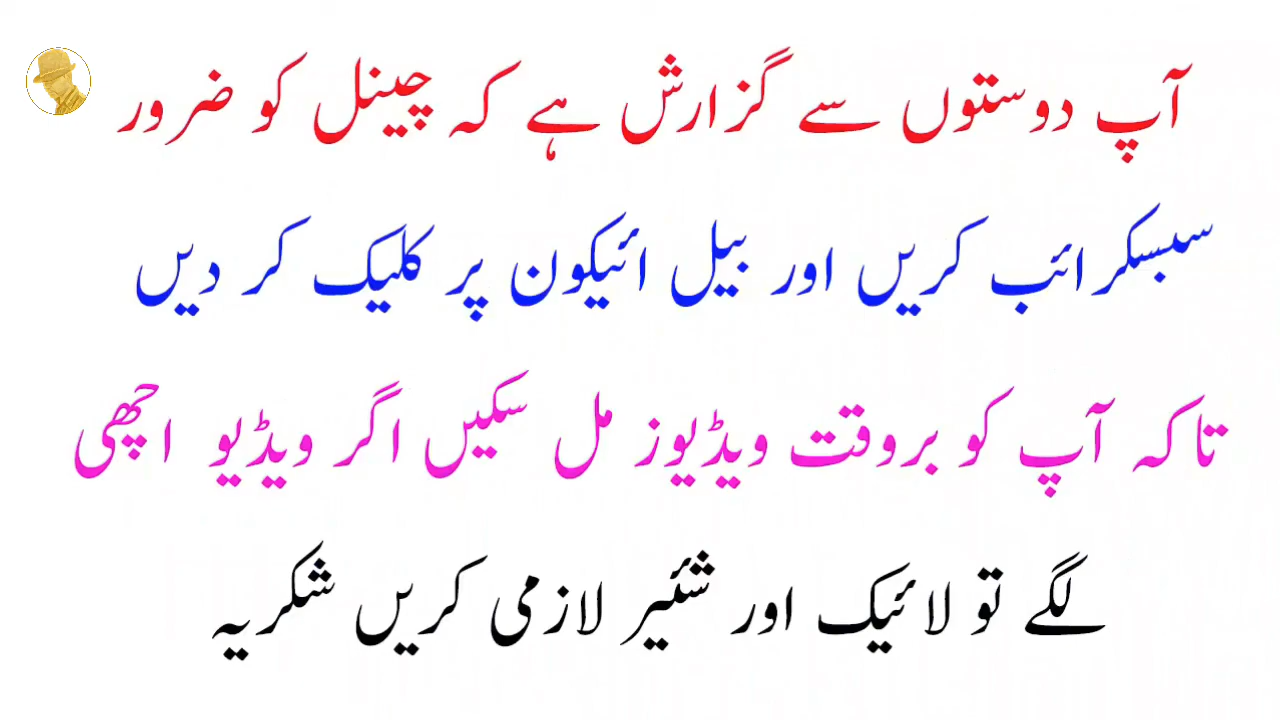 آپ دوستوں سے گزارش ہے کہ چینل کو ضرور
سبسکرائب کریں اور بیل ائیکون پر کلیک کر دیں
تاکہ آپ کو بروقت ویڈیوز مل سکیں اگر ویڈیو اچھی
لگے تو لائیک اور شئیر لازمی کریں شکریہ